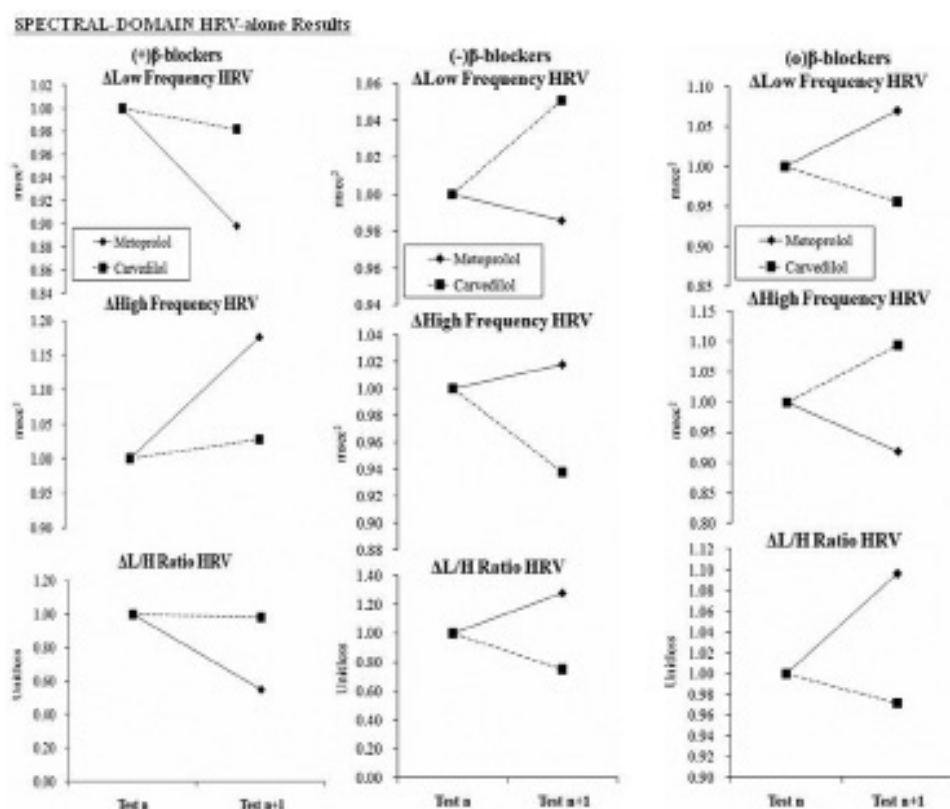 SPECTRAL-DOMAIN HRV-alone Results
(+)β-blockers
ΔLow Frequency HRV
1.02
1.00
0.98
0.96
0.94
0.92
0.90
0.88
0.86
0.84
msec²
Metoprolol
Carvedilol
ΔHigh Frequency HRV
1.20
1.15
1.10
1.05
1.00
0.95
0.90
msec²
ΔL/H Ratio HRV
1.20
1.00
0.80
0.60
0.40
0.20
0.00
Unitless
Test n
Test n+1
(-)β-blockers
ΔLow Frequency HRV
1.06
1.04
1.02
1.00
0.98
0.96
0.94
msec²
Metoprolol
Carvedilol
ΔHigh Frequency HRV
1.04
1.02
1.00
0.98
0.96
0.94
0.92
0.90
0.88
msec²
ΔL/H Ratio HRV
1.40
1.20
1.00
0.80
0.60
0.40
0.20
0.00
Unitless
Test n
Test n+1
(o)β-blockers
ΔLow Frequency HRV
1.10
1.05
1.00
0.95
0.90
0.85
msec²
Metoprolol
Carvedilol
ΔHigh Frequency HRV
1.15
1.10
1.05
1.00
0.95
0.90
0.85
0.80
msec²
ΔL/H Ratio HRV
1.12
1.10
1.08
1.06
1.04
1.02
1.00
0.98
0.96
0.94
0.92
0.90
Unitless
Test n
Test n+1